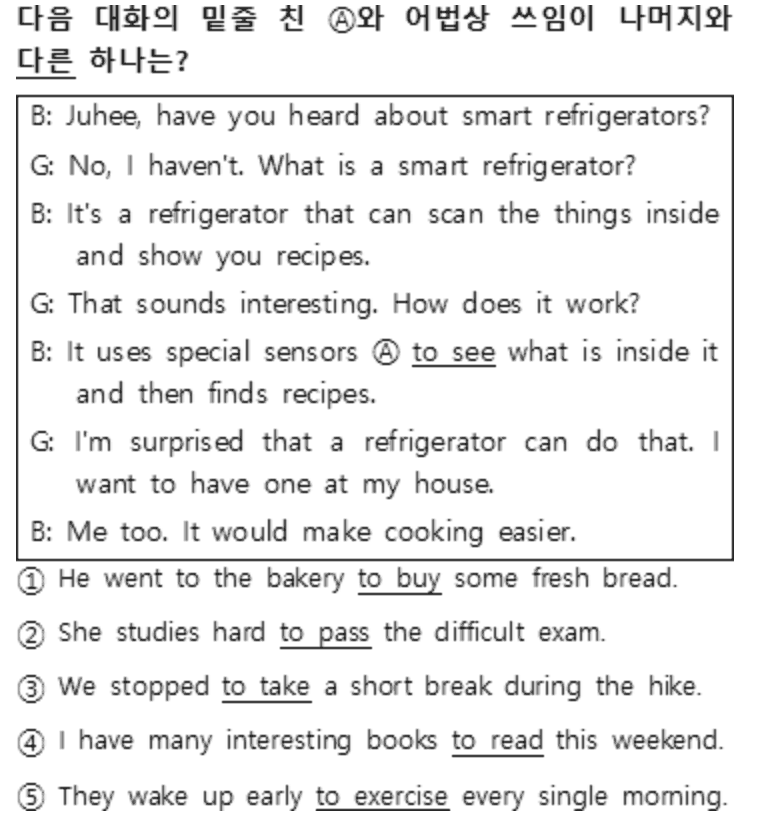 다음 대화의 밑줄 친 Ⓐ와 어법상 쓰임이 나머지와
다른 하나는?
B: Juhee, have you heard about smart refrigerators?
G: No, I haven't. What is a smart refrigerator?
B: It's a refrigerator that can scan the things inside
and show you recipes.
G: That sounds interesting. How does it work?
B: It uses special sensors Ⓐ to see what is inside it
and then finds recipes.
G: I'm surprised that a refrigerator can do that. I
want to have one at my house.
B: Me too. It would make cooking easier.
① He went to the bakery to buy some fresh bread.
② She studies hard to pass the difficult exam.
③ We stopped to take a short break during the hike.
④ I have many interesting books to read this weekend.
⑤ They wake up early to exercise every single morning.